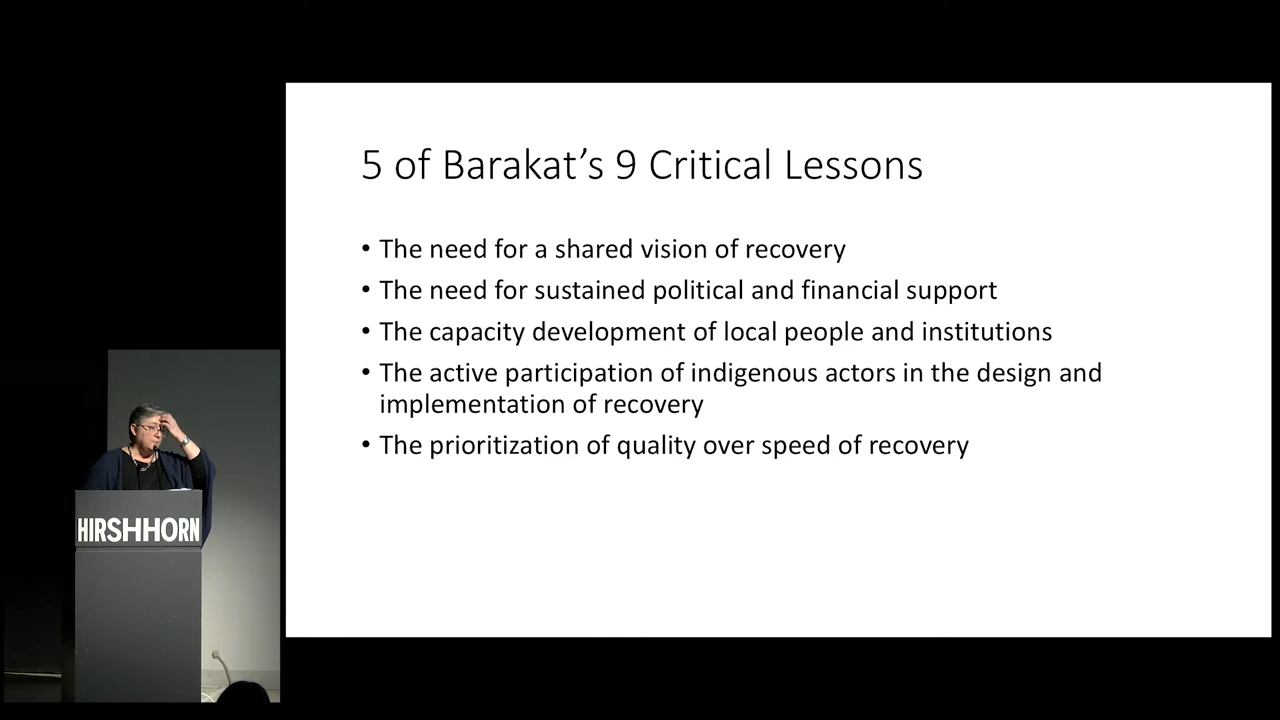 5 of Barakat’s 9 Critical Lessons
• The need for a shared vision of recovery
• The need for sustained political and financial support
• The capacity development of local people and institutions
• The active participation of indigenous actors in the design and
implementation of recovery
• The prioritization of quality over speed of recovery
HIRSHHORN